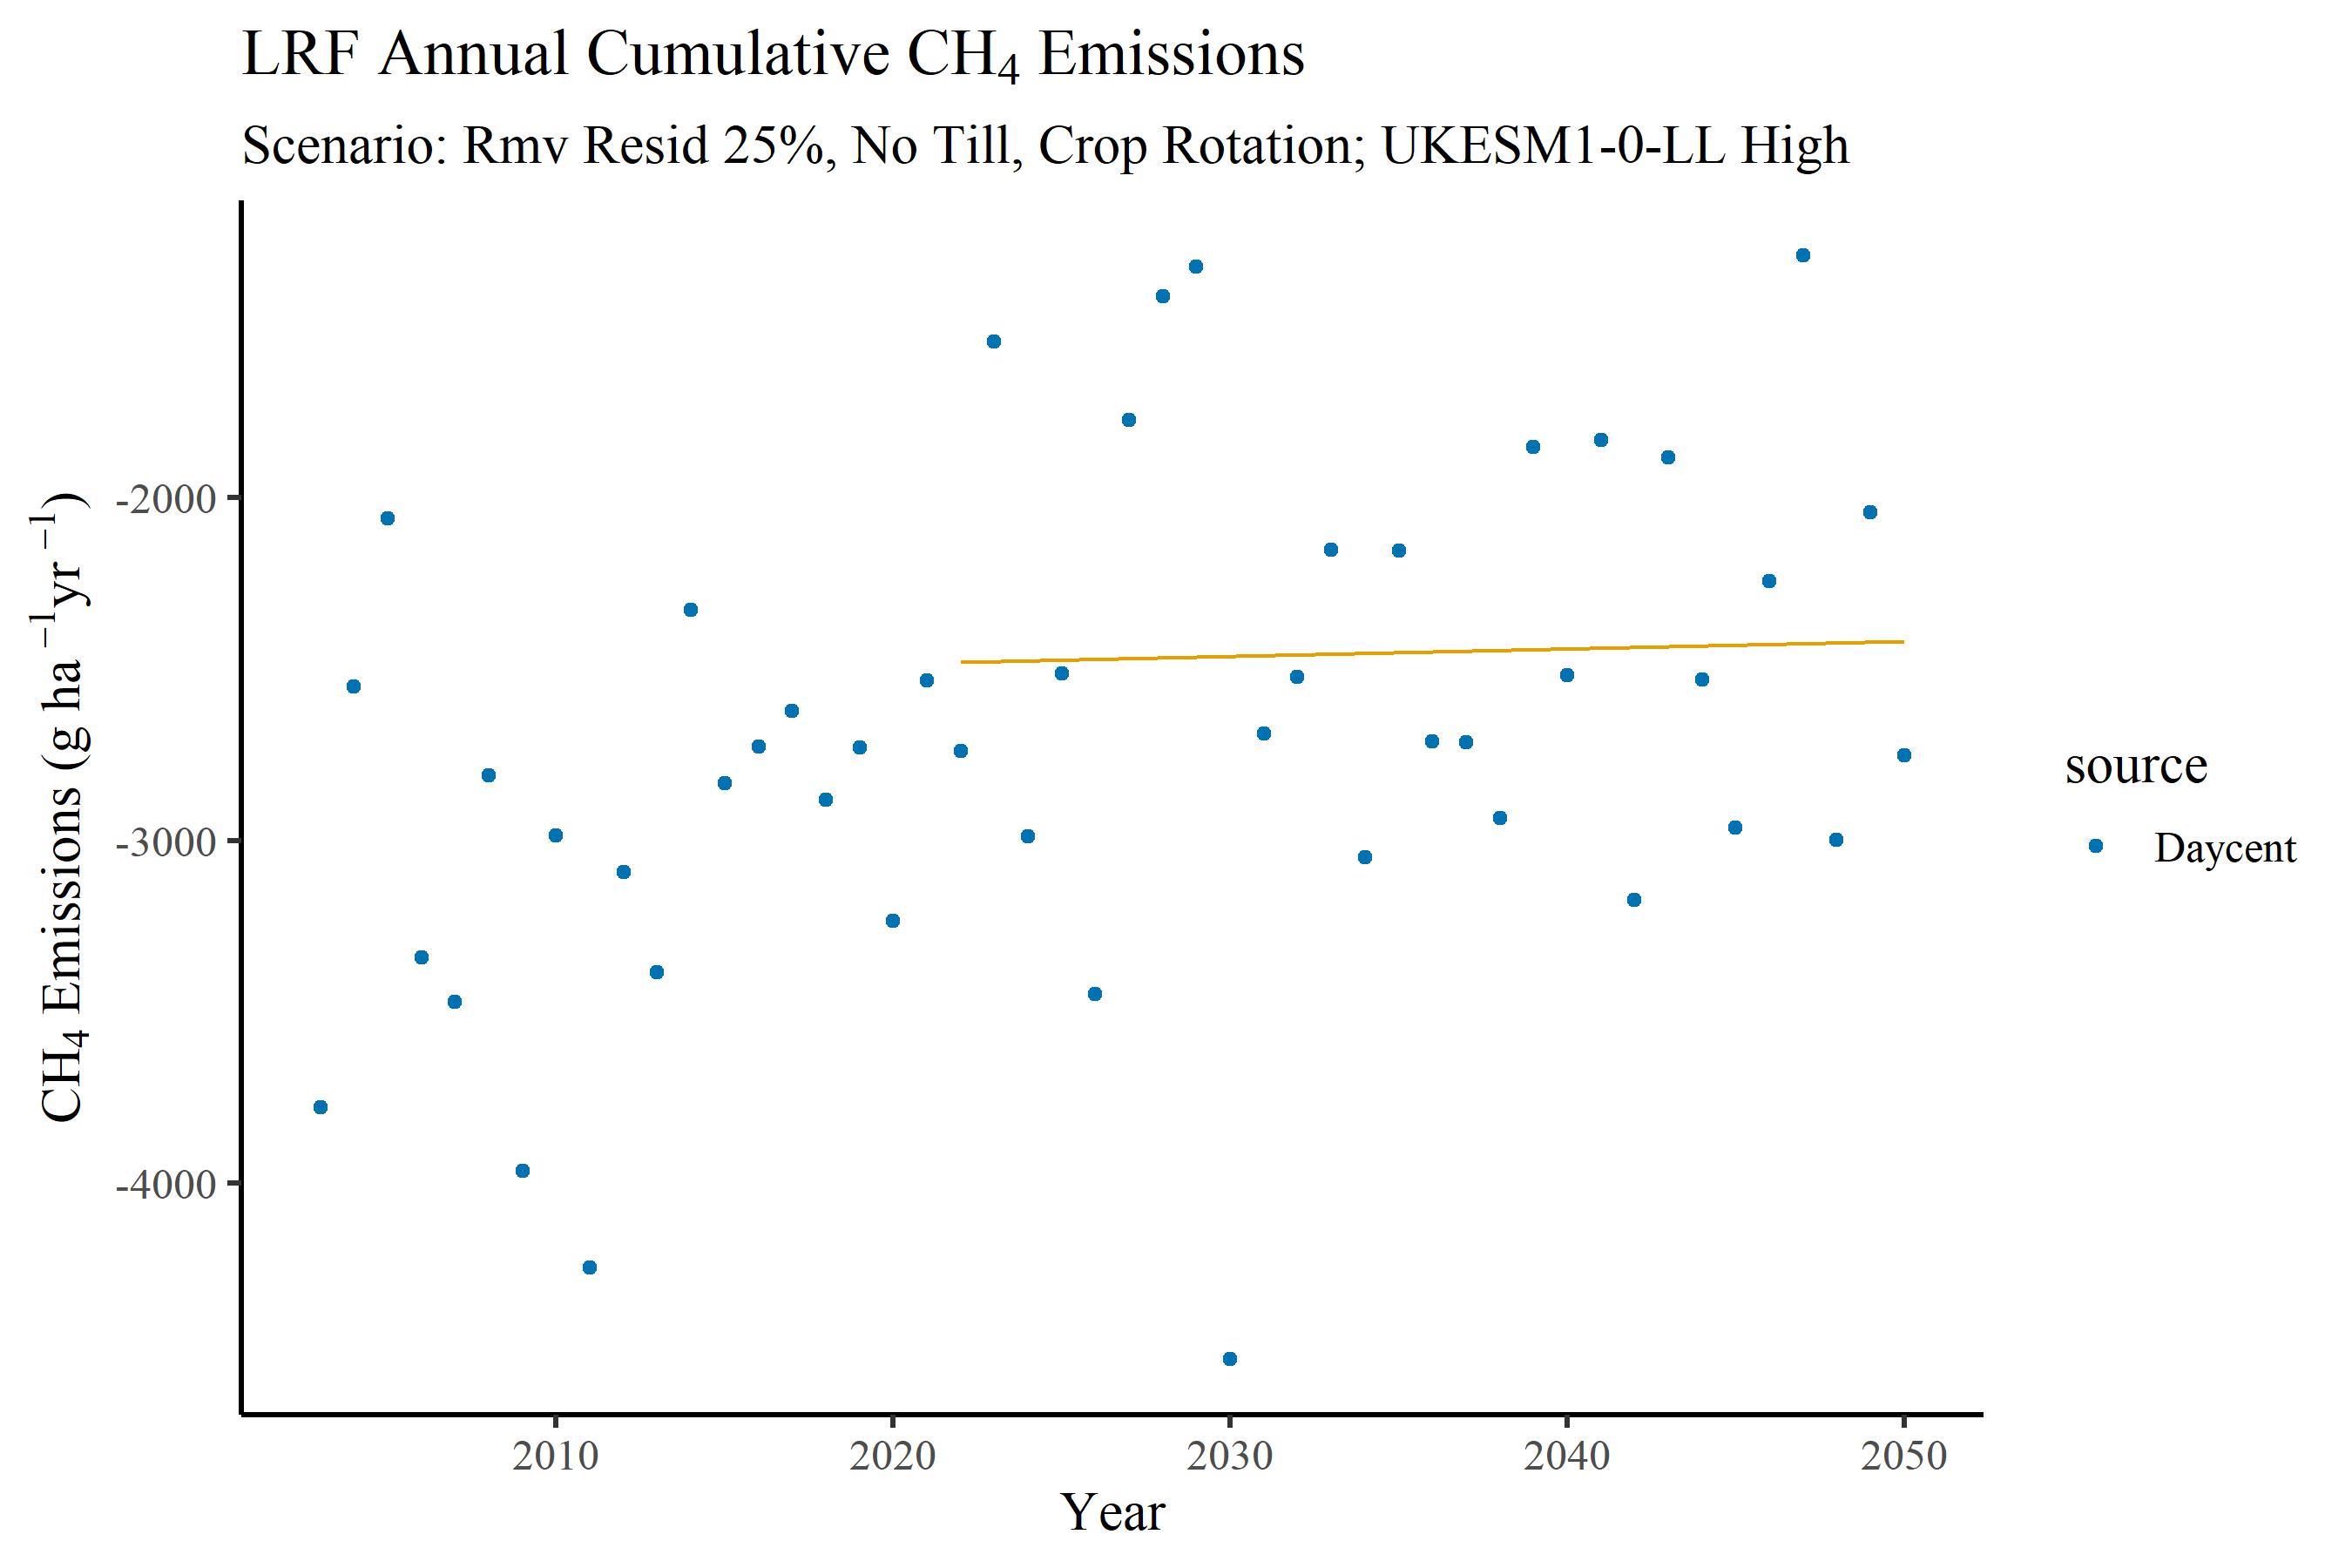 LRF Annual Cumulative CH₄ Emissions
Scenario: Rmv Resid 25%, No Till, Crop Rotation; UKESM1-0-LL High
CH₄ Emissions (g ha ⁻¹yr ⁻¹)
-2000
-3000
-4000
2010 2020 2030 2040 2050
Year
source
Daycent